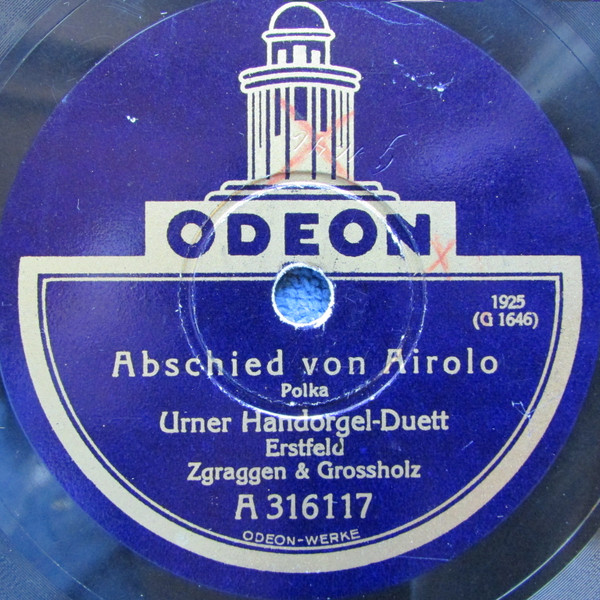 ODEON
1925
(G 1646)
Abschied von Airolo
Polka
Urner Handorgel-Duett
Erstfeld
Zgraggen & Grossholz
A 316117
ODEON-WERKE